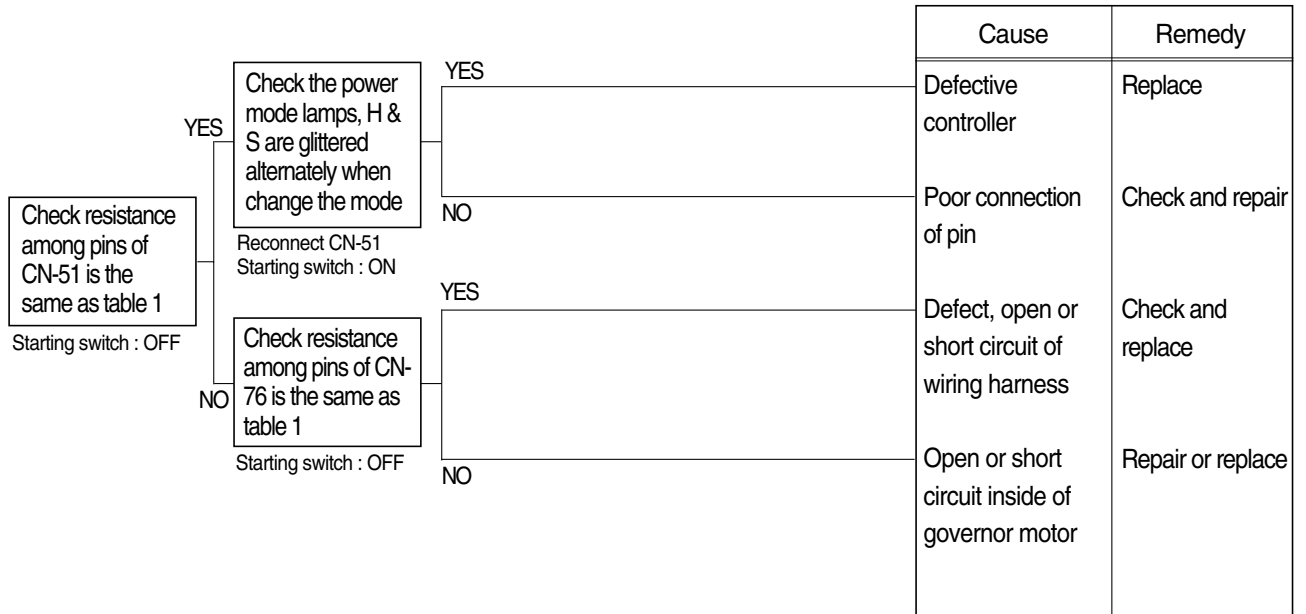 Check resistance
among pins of
CN-51 is the
same as table 1
Starting switch : OFF
YES
Check the power
mode lamps, H &
S are glittered
alternately when
change the mode
Reconnect CN-51
Starting switch : ON
NO
Check resistance
among pins of CN-
76 is the same as
table 1
Starting switch : OFF
YES
NO
YES
NO
Cause
Remedy
Defective
controller
Replace
Poor connection
of pin
Check and repair
Defect, open or
short circuit of
wiring harness
Check and
replace
Open or short
circuit inside of
governor motor
Repair or replace